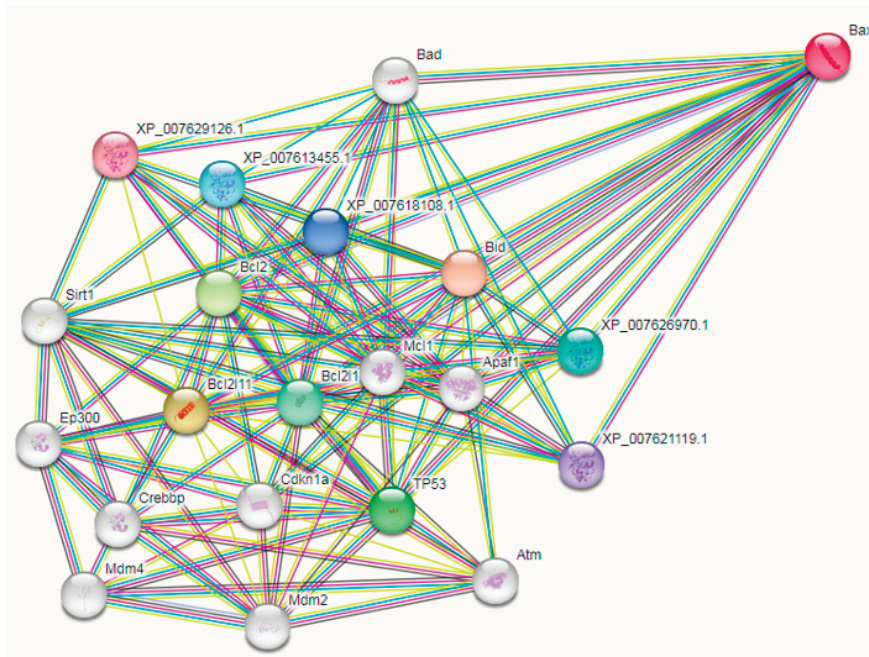 Bax
Bad
XP_007629126.1
XP_007613455.1
XP_007618108.1
Bid
Bcl2
Sirt1
XP_007626970.1
Mcl1
Apaf1
Bcl2l11
Bcl2l1
Ep300
XP_007621119.1
Cdkn1a
TP53
Crebbp
Atm
Mdm4
Mdm2